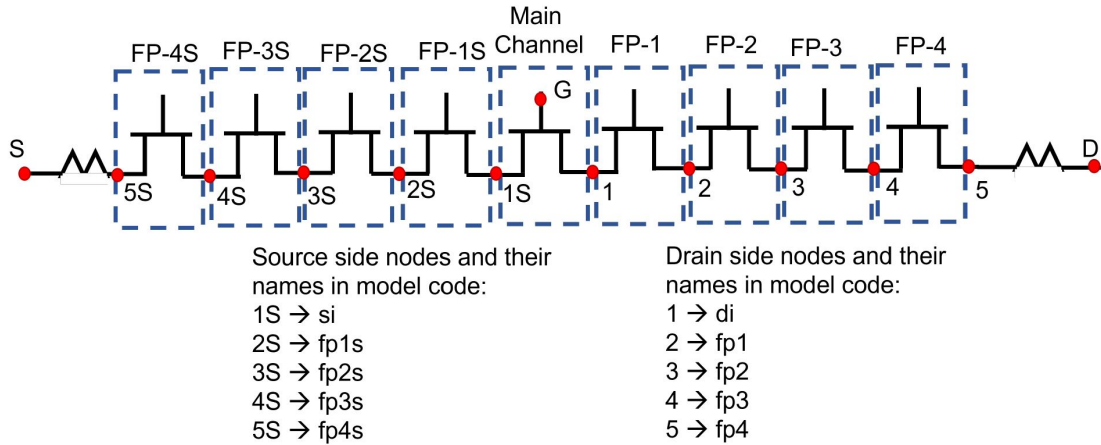 Main
Channel
FP-4S FP-3S FP-2S FP-1S FP-1 FP-2 FP-3 FP-4
G
S
D
5S 4S 3S 2S 1S 1 2 3 4 5
Source side nodes and their
names in model code:
1S → si
2S → fp1s
3S → fp2s
4S → fp3s
5S → fp4s
Drain side nodes and their
names in model code:
1 → di
2 → fp1
3 → fp2
4 → fp3
5 → fp4